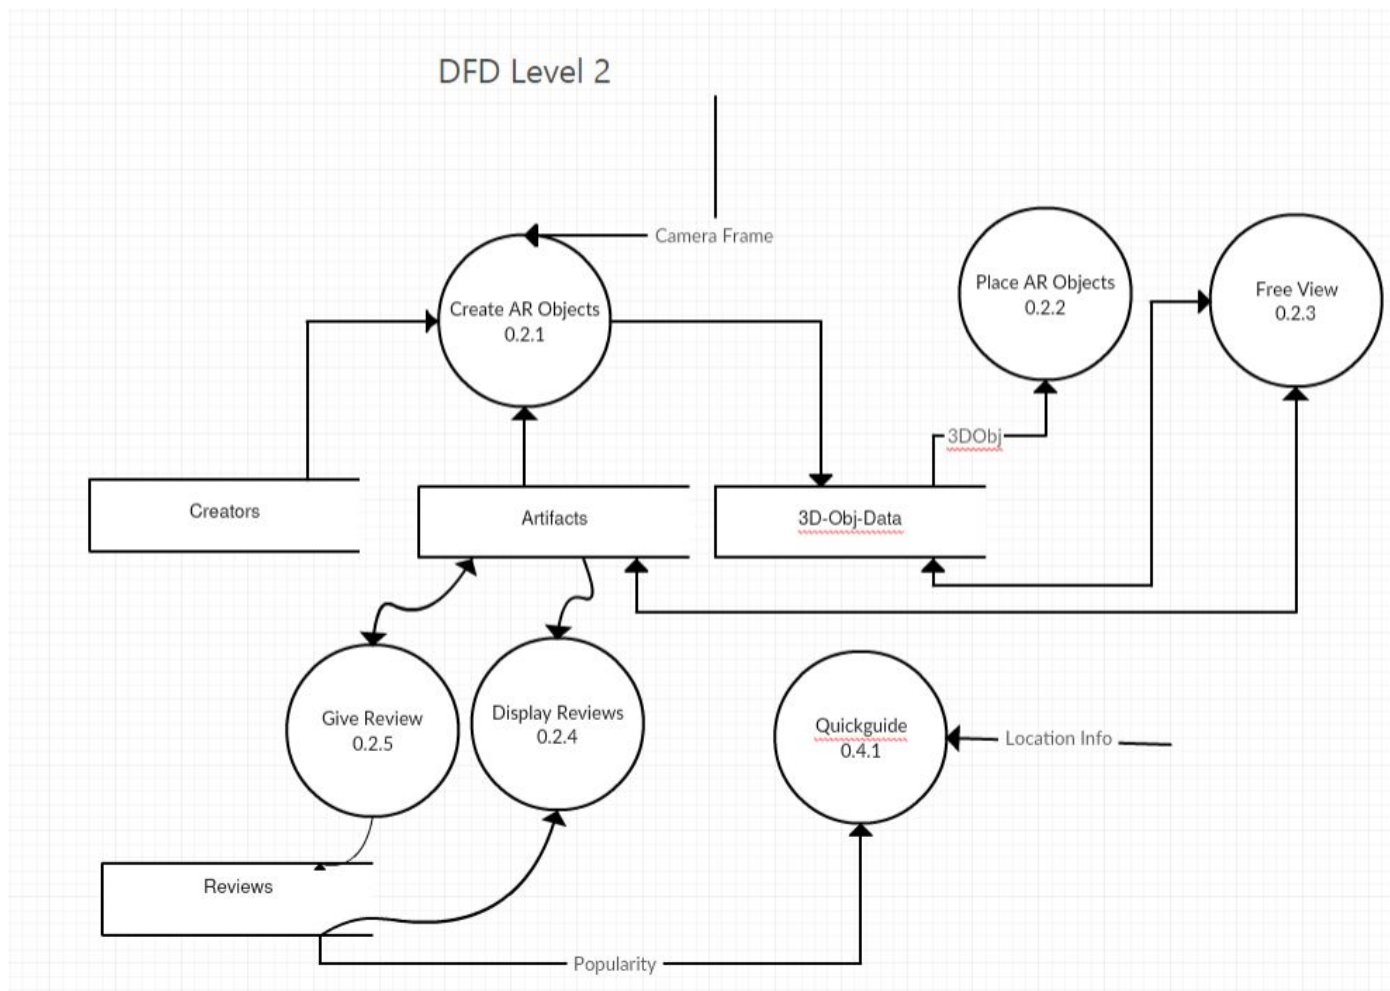 DFD Level 2
Camera Frame
Create AR Objects
0.2.1
Place AR Objects
0.2.2
Free View
0.2.3
3DObj
Creators
Artifacts
3D-Obj-Data
Give Review
0.2.5
Display Reviews
0.2.4
Quickguide
0.4.1
Location Info
Reviews
Popularity